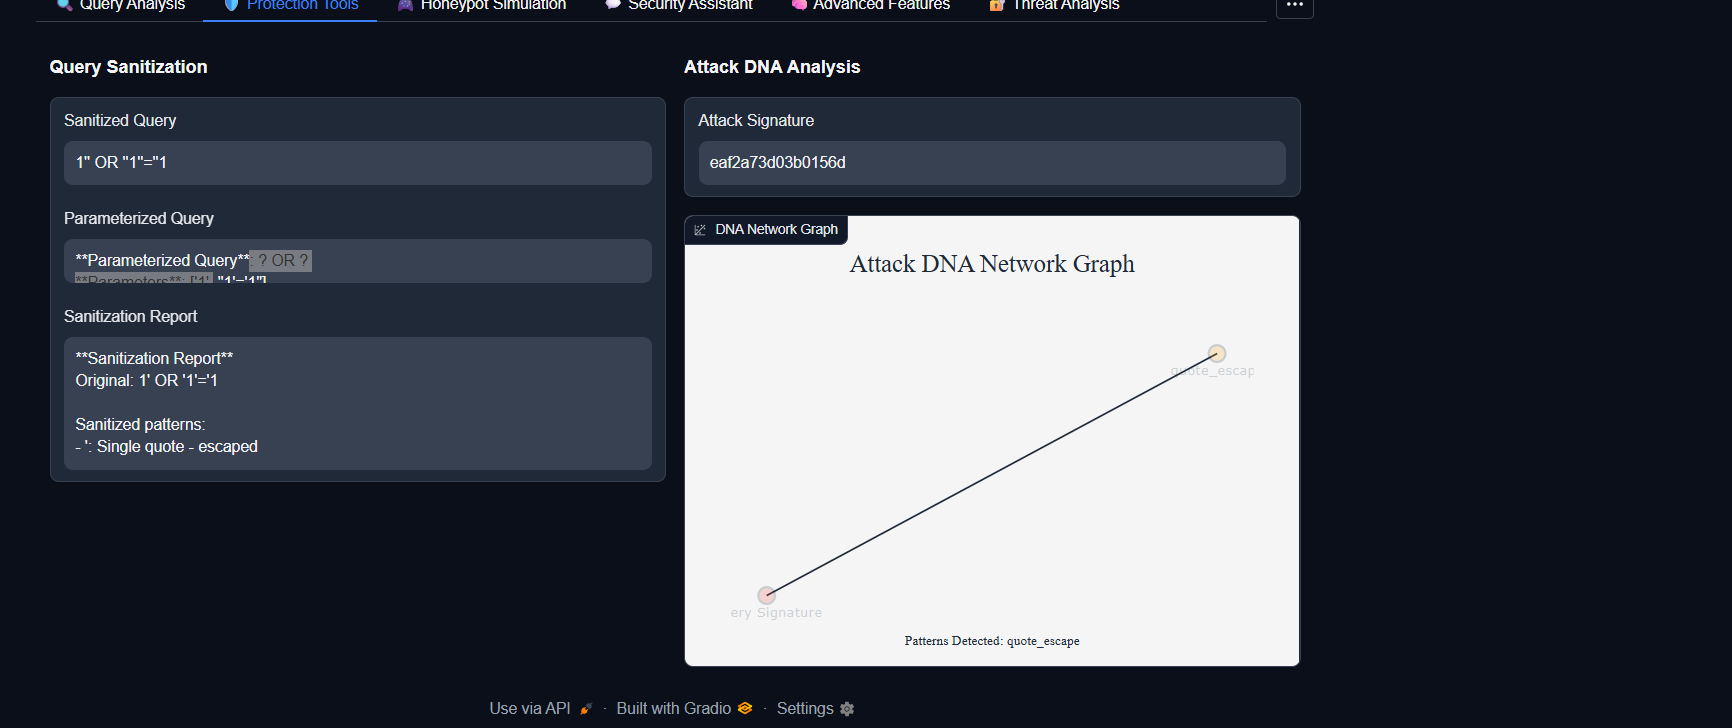 Query Analysis
Protection Tools
Honeypot Simulation
Security Assistant
Advanced Features
Threat Analysis
Query Sanitization
Sanitized Query
1'' OR ''1''=''1
Parameterized Query
**Parameterized Query**: ? OR ?
**Parameters**: ['1', "1'='1"]
Sanitization Report
**Sanitization Report**
Original: 1' OR '1'='1
Sanitized patterns:
- ': Single quote - escaped
Attack DNA Analysis
Attack Signature
eaf2a73d03b0156d
DNA Network Graph
Attack DNA Network Graph
quote_escap
ery Signature
Patterns Detected: quote_escape
Use via API · Built with Gradio · Settings